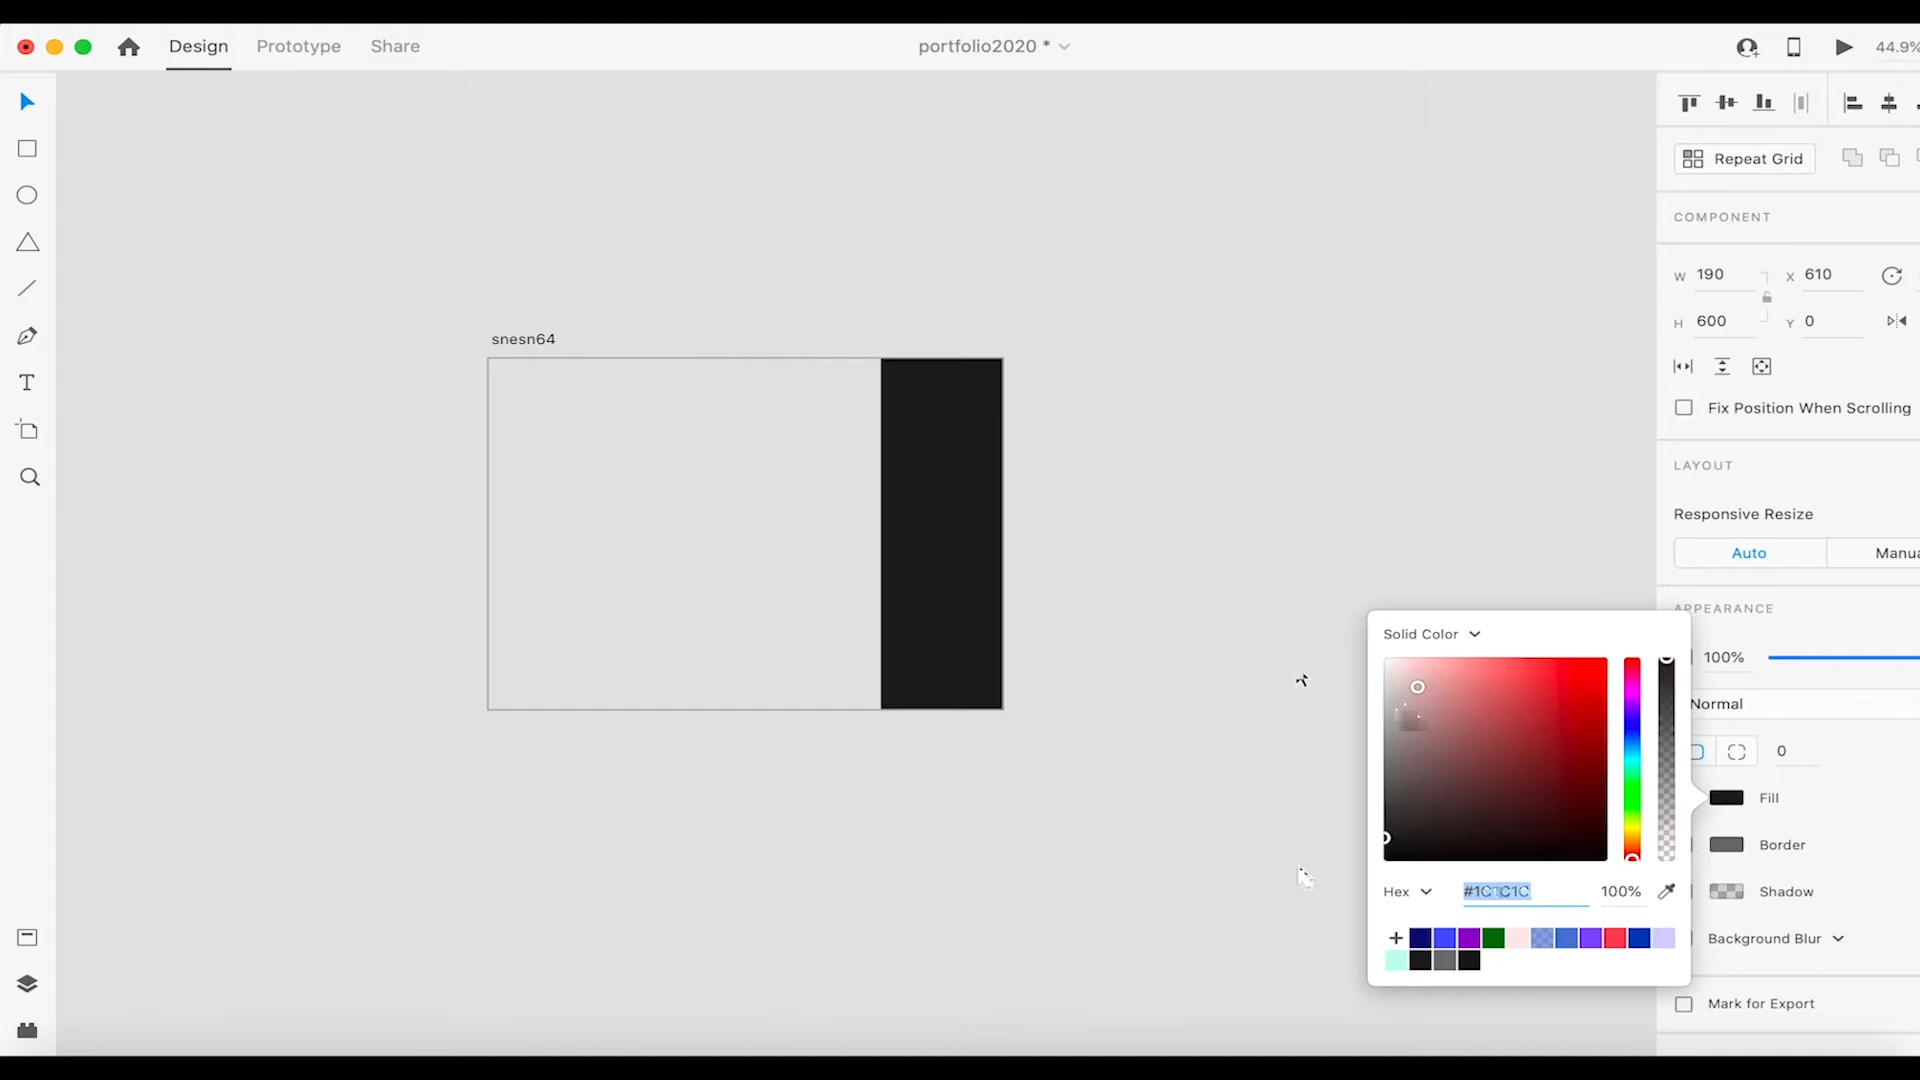 Design Prototype Share portfolio2020 * 44.9%
Repeat Grid
COMPONENT
W 190 X 610
H 600 Y 0
Fix Position When Scrolling
LAYOUT
Responsive Resize
Auto Manua
APPEARANCE
100%
Normal
0
Fill
Border
Shadow
Background Blur
Mark for Export
snesn64
Solid Color
Hex #1C1C1C 100%
T